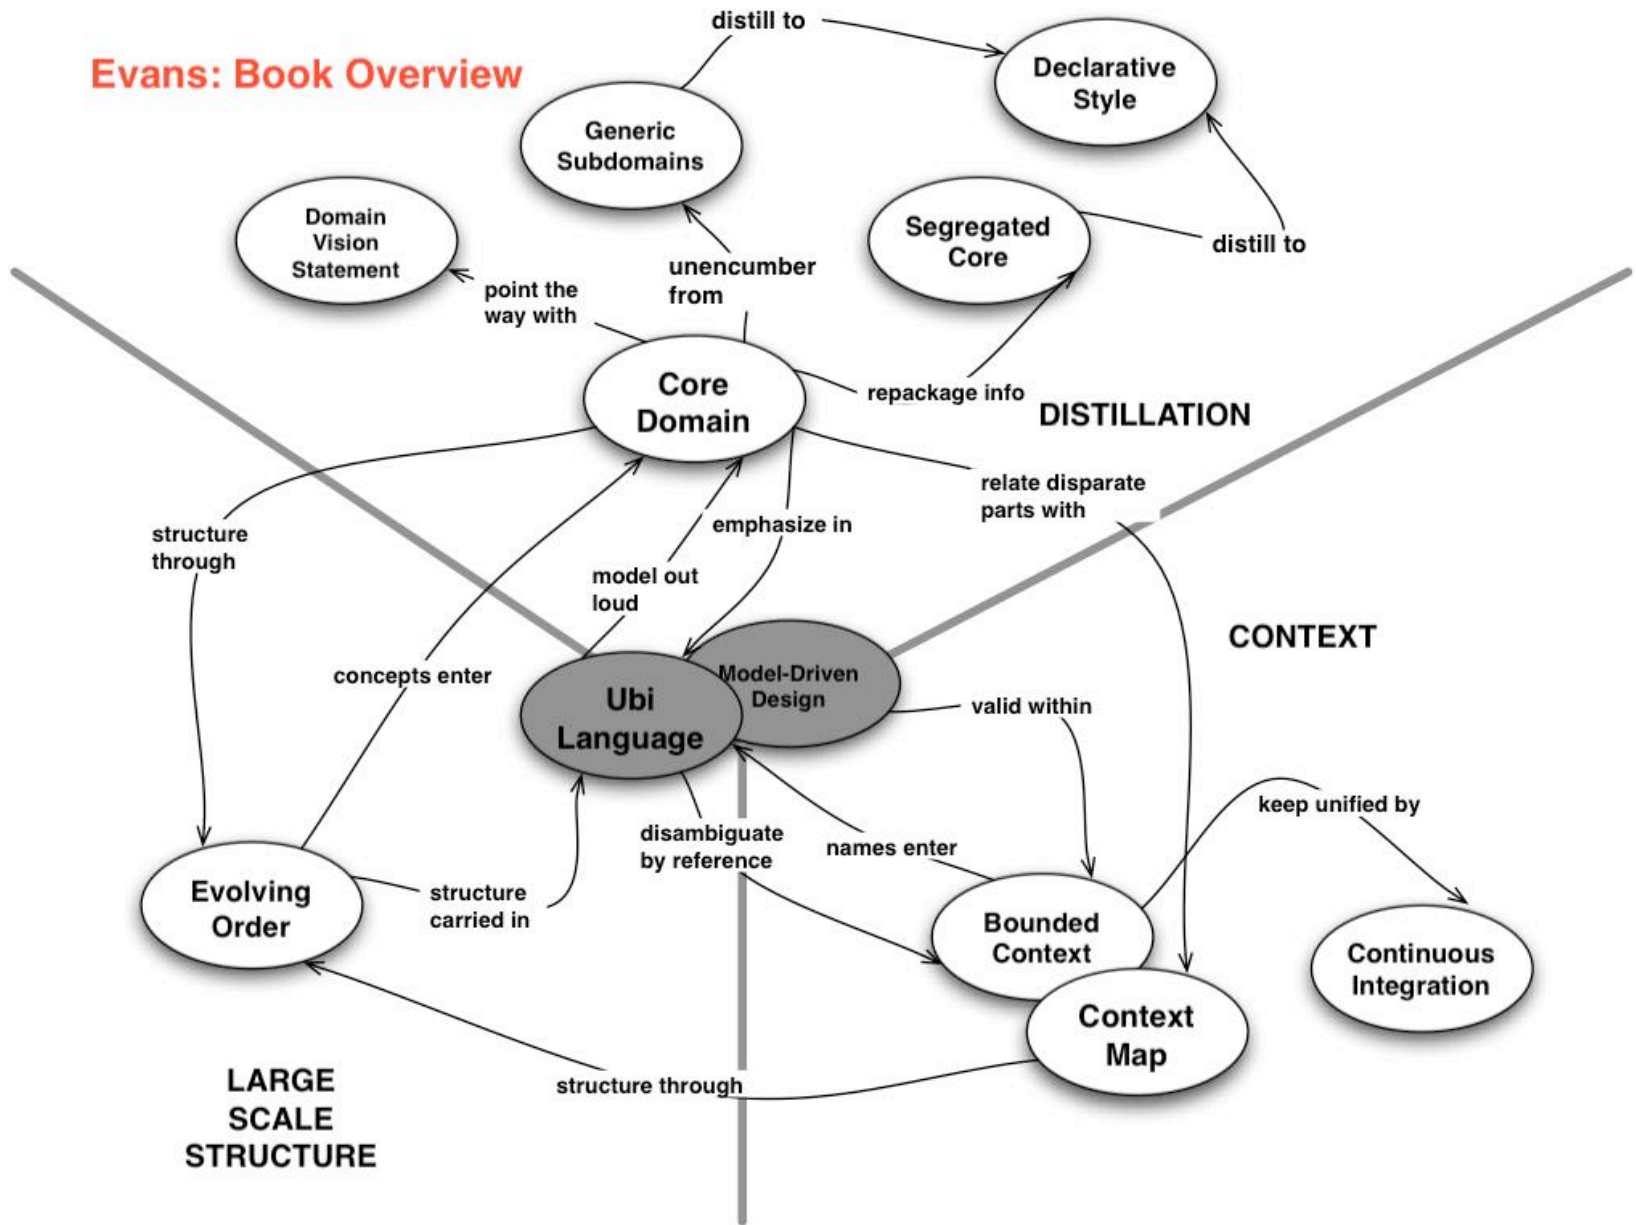 distill to
Evans: Book Overview
Declarative
Style
Generic
Subdomains
Domain
Vision
Statement
Segregated
Core
distill to
unencumber
from
point the
way with
Core
Domain
repackage info
DISTILLATION
relate disparate
parts with
structure
through
emphasize in
model out
loud
CONTEXT
concepts enter
Ubi
Language
Model-Driven
Design
valid within
keep unified by
disambiguate
by reference
names enter
Evolving
Order
structure
carried in
Bounded
Context
Continuous
Integration
Context
Map
structure through
LARGE
SCALE
STRUCTURE